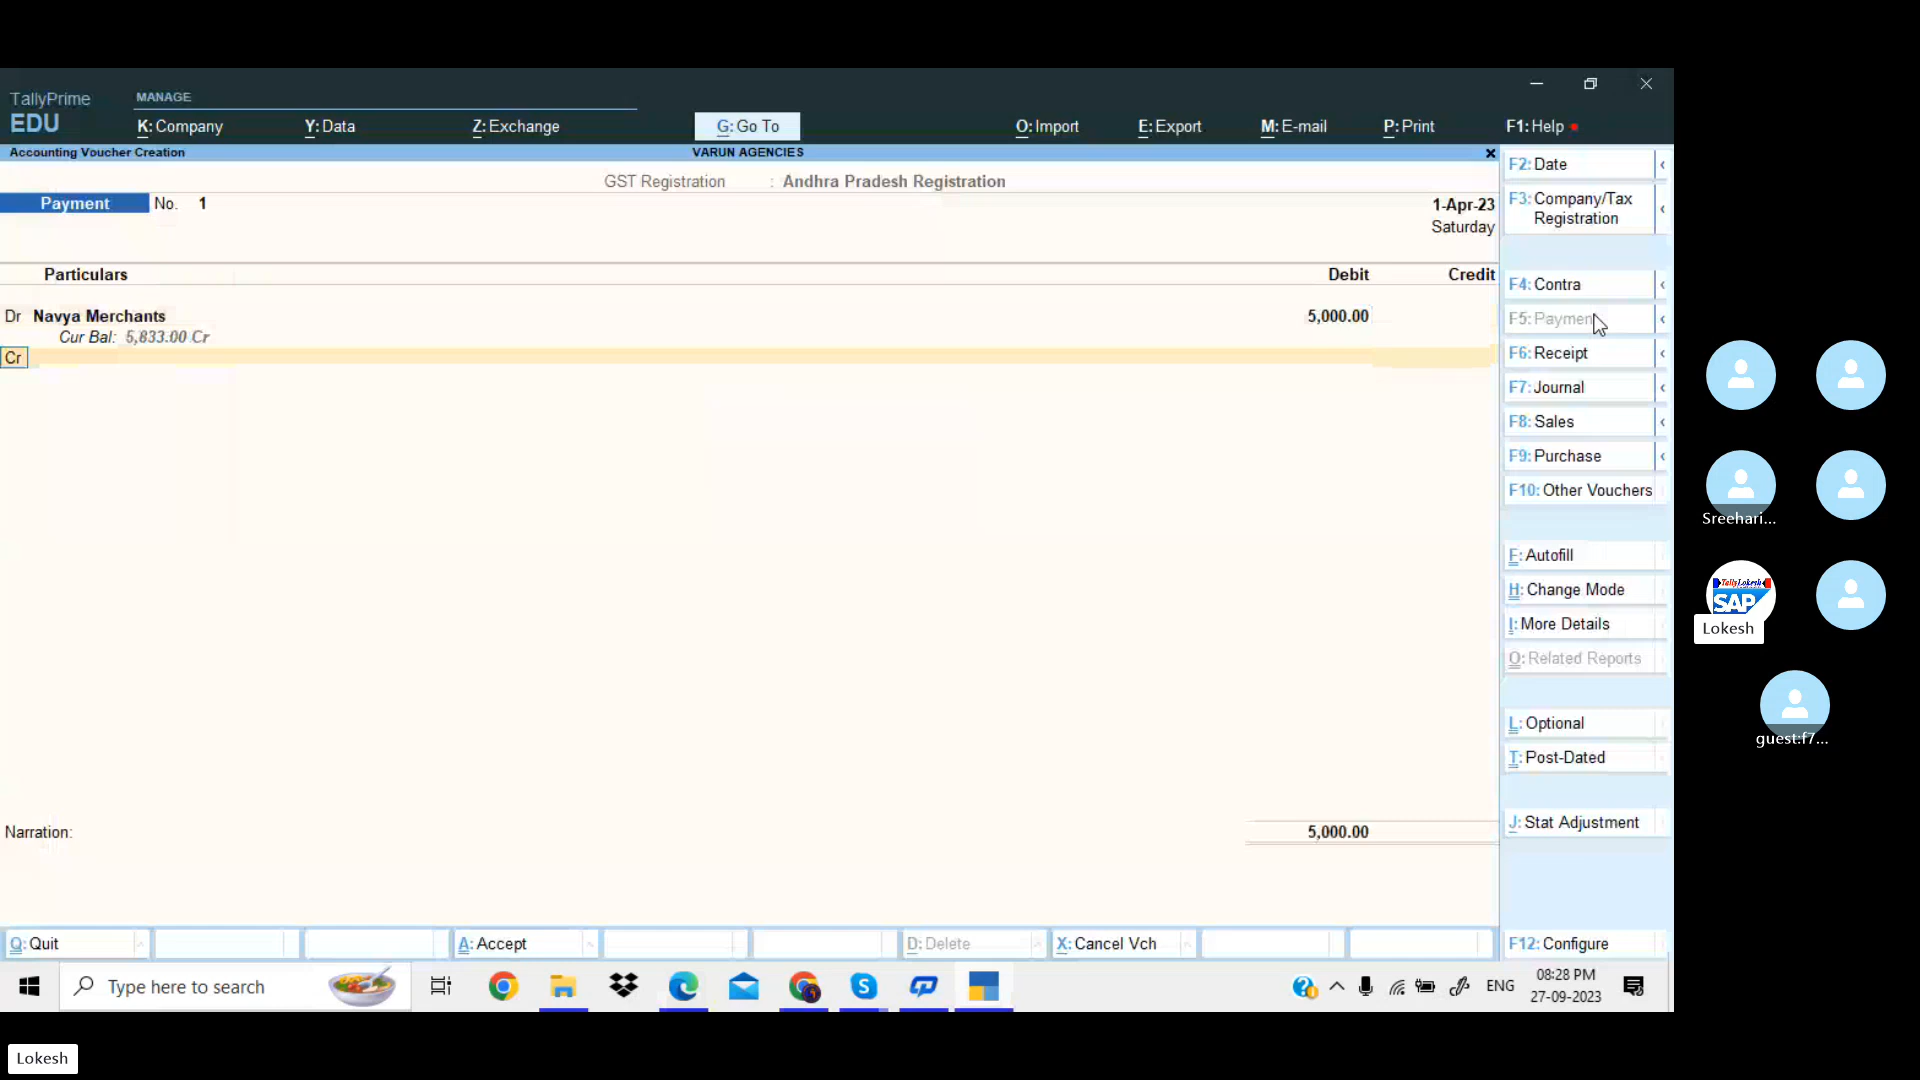 TallyPrime
EDU
MANAGE
K: Company
Y: Data
Z: Exchange
G: Go To
O: Import
E: Export
M: E-mail
P: Print
F1: Help
Accounting Voucher Creation
VARUN AGENCIES
GST Registration : Andhra Pradesh Registration
Payment No. 1
1-Apr-23
Saturday
Particulars Debit Credit
Dr Navya Merchants 5,000.00
Cur Bal: 5,833.00 Cr
Cr
Narration: 5,000.00
F2: Date
F3: Company/Tax
Registration
F4: Contra
F5: Payment
F6: Receipt
F7: Journal
F8: Sales
F9: Purchase
F10: Other Vouchers
F: Autofill
H: Change Mode
I: More Details
O: Related Reports
L: Optional
T: Post-Dated
J: Stat Adjustment
F12: Configure
Q: Quit
A: Accept
D: Delete
X: Cancel Vch
Type here to search
ENG
08:28 PM
27-09-2023
Sreehari...
TallyLokesh
SAP
Lokesh
guest:f7...
Lokesh